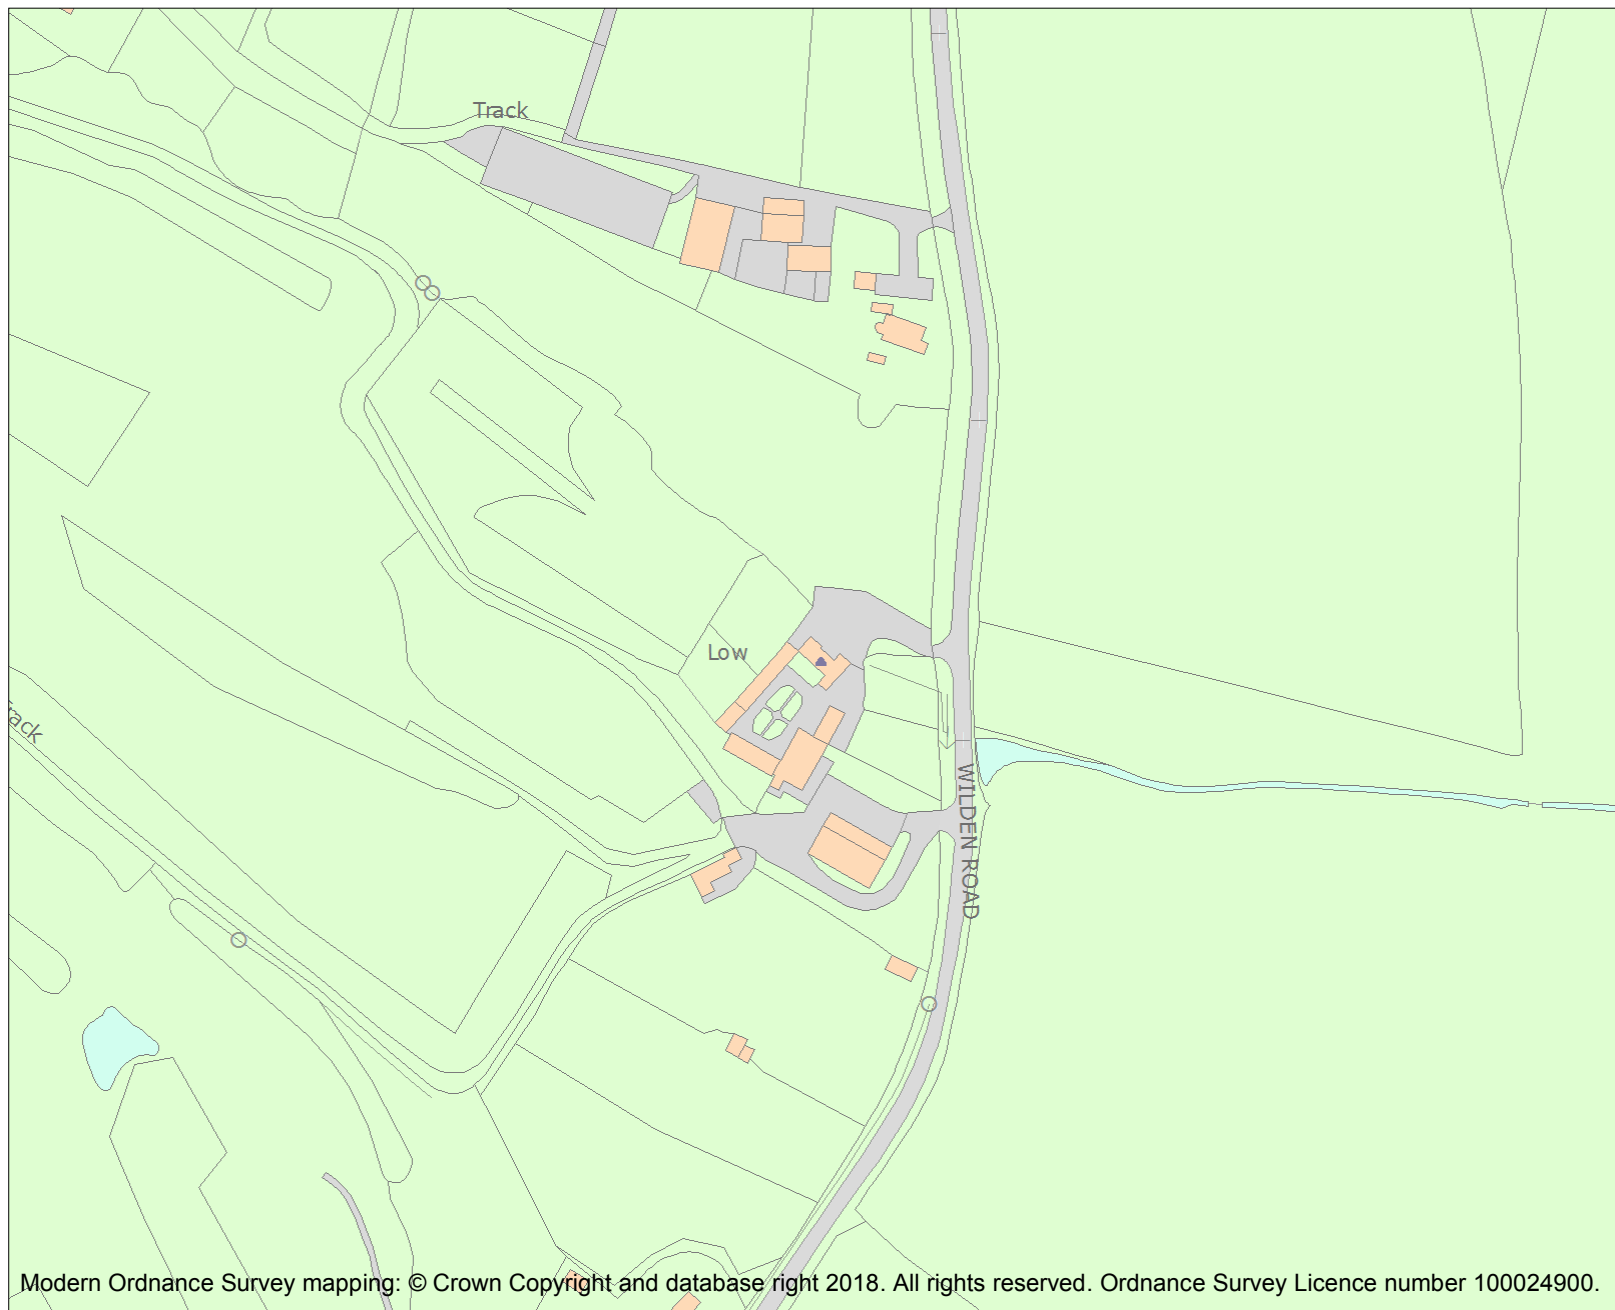 Track
Low
Track
WILDEN ROAD
Modern Ordnance Survey mapping: © Crown Copyright and database right 2018. All rights reserved. Ordnance Survey Licence number 100024900.